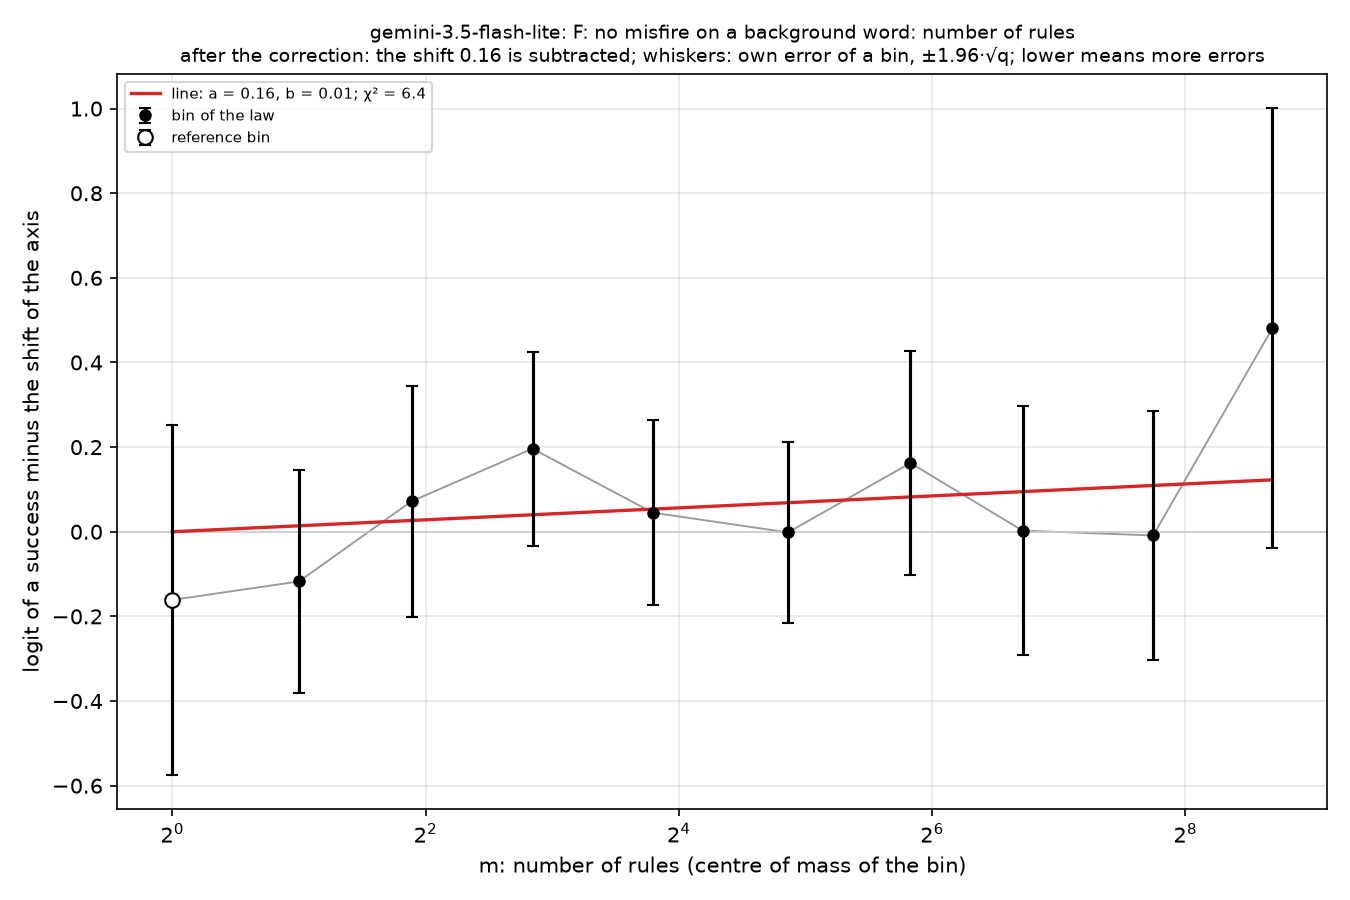 gemini-3.5-flash-lite: F: no misfire on a background word: number of rules
after the correction: the shift 0.16 is subtracted; whiskers: own error of a bin, ±1.96·√q; lower means more errors
line: a = 0.16, b = 0.01; χ² = 6.4
bin of the law
reference bin
logit of a success minus the shift of the axis
1.0
0.8
0.6
0.4
0.2
0.0
−0.2
−0.4
−0.6
2⁰ 2² 2⁴ 2⁶ 2⁸
m: number of rules (centre of mass of the bin)